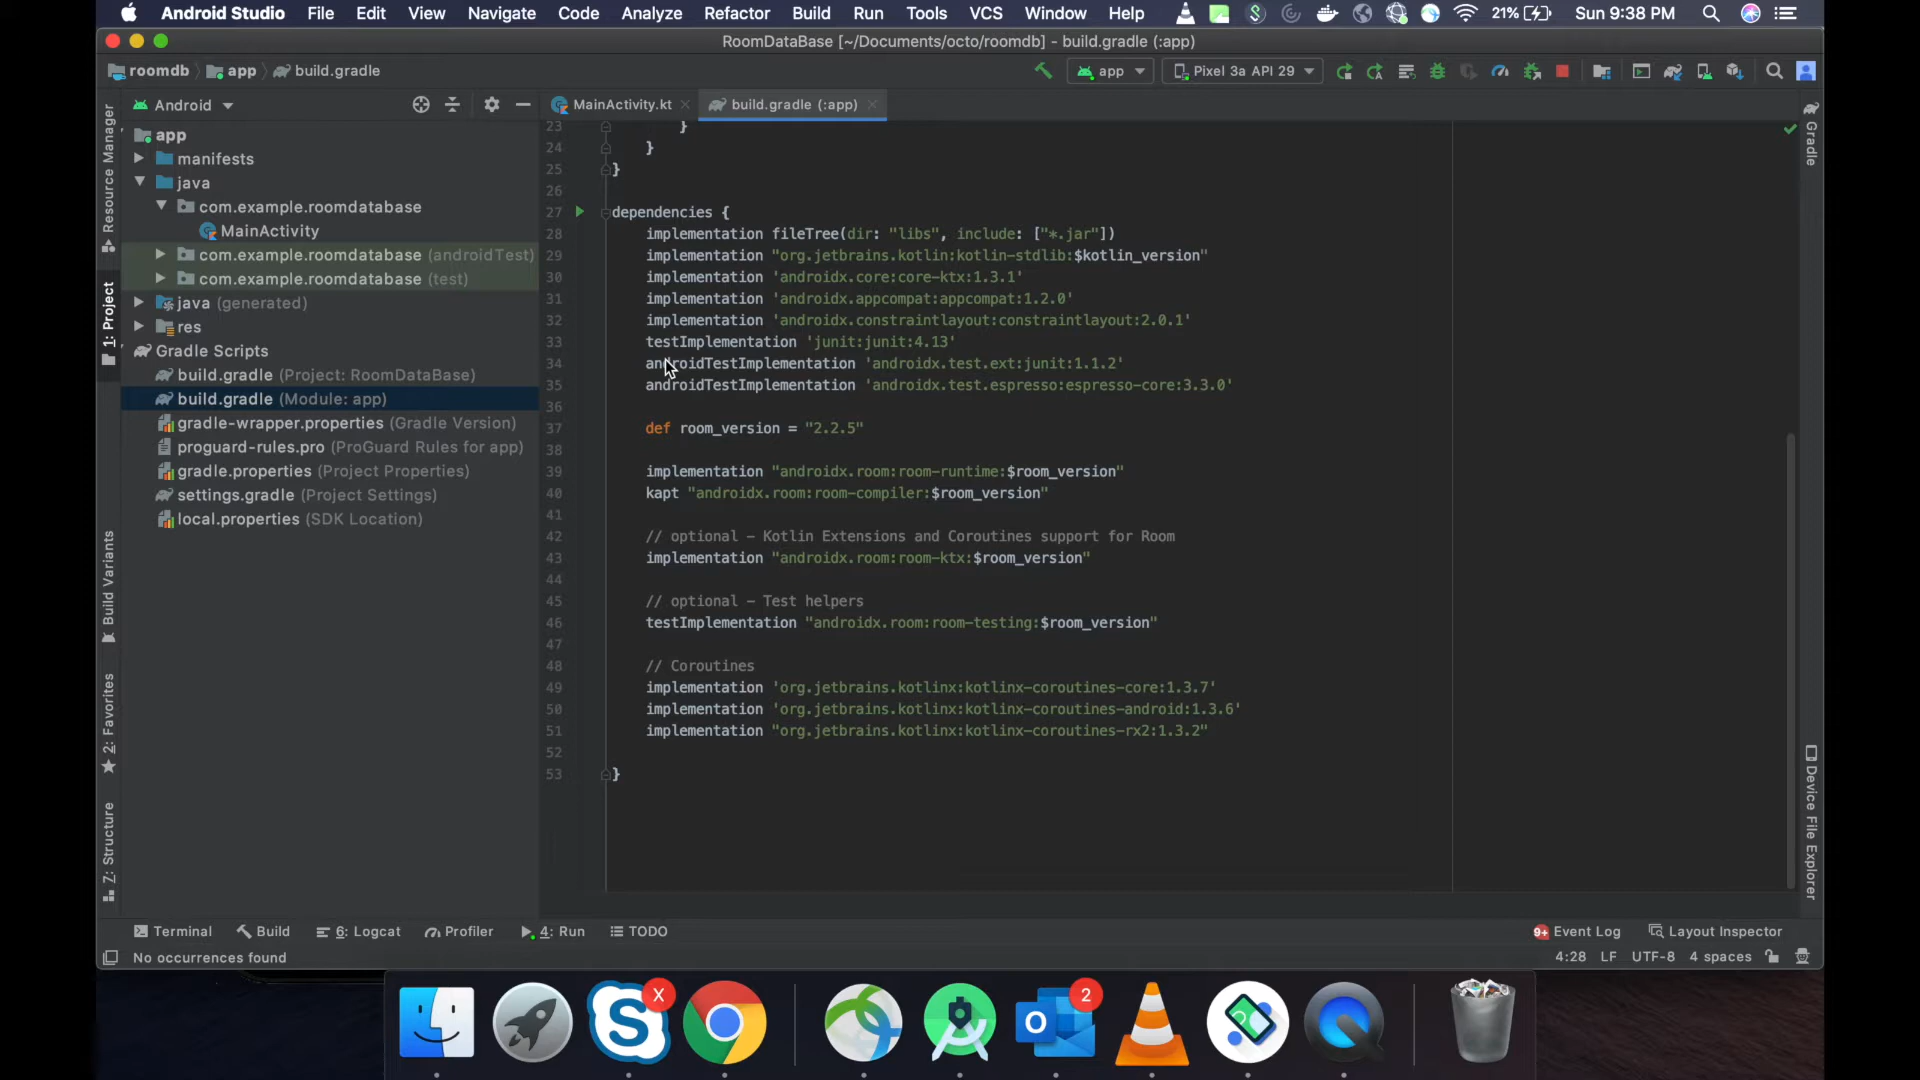 Android Studio File Edit View Navigate Code Analyze Refactor Build Run Tools VCS Window Help 21% Sun 9:38 PM
RoomDataBase [~/Documents/octo/roomdb] - build.gradle (:app)
roomdb app build.gradle app Pixel 3a API 29
Android MainActivity.kt build.gradle (:app)
Resource Manager
1: Project
Build Variants
2: Favorites
Z: Structure
app
manifests
java
com.example.roomdatabase
MainActivity
com.example.roomdatabase (androidTest)
com.example.roomdatabase (test)
java (generated)
res
Gradle Scripts
build.gradle (Project: RoomDataBase)
build.gradle (Module: app)
gradle-wrapper.properties (Gradle Version)
proguard-rules.pro (ProGuard Rules for app)
gradle.properties (Project Properties)
settings.gradle (Project Settings)
local.properties (SDK Location)
23 }
24 }
25 }
26
27 dependencies {
28 implementation fileTree(dir: "libs", include: ["*.jar"])
29 implementation "org.jetbrains.kotlin:kotlin-stdlib:$kotlin_version"
30 implementation 'androidx.core:core-ktx:1.3.1'
31 implementation 'androidx.appcompat:appcompat:1.2.0'
32 implementation 'androidx.constraintlayout:constraintlayout:2.0.1'
33 testImplementation 'junit:junit:4.13'
34 androidTestImplementation 'androidx.test.ext:junit:1.1.2'
35 androidTestImplementation 'androidx.test.espresso:espresso-core:3.3.0'
36
37 def room_version = "2.2.5"
38
39 implementation "androidx.room:room-runtime:$room_version"
40 kapt "androidx.room:room-compiler:$room_version"
41
42 // optional - Kotlin Extensions and Coroutines support for Room
43 implementation "androidx.room:room-ktx:$room_version"
44
45 // optional - Test helpers
46 testImplementation "androidx.room:room-testing:$room_version"
47
48 // Coroutines
49 implementation 'org.jetbrains.kotlinx:kotlinx-coroutines-core:1.3.7'
50 implementation 'org.jetbrains.kotlinx:kotlinx-coroutines-android:1.3.6'
51 implementation "org.jetbrains.kotlinx:kotlinx-coroutines-rx2:1.3.2"
52
53 }
Gradle
Device File Explorer
Terminal Build 6: Logcat Profiler 4: Run TODO 9+ Event Log Layout Inspector
No occurrences found 4:28 LF UTF-8 4 spaces
S X 2